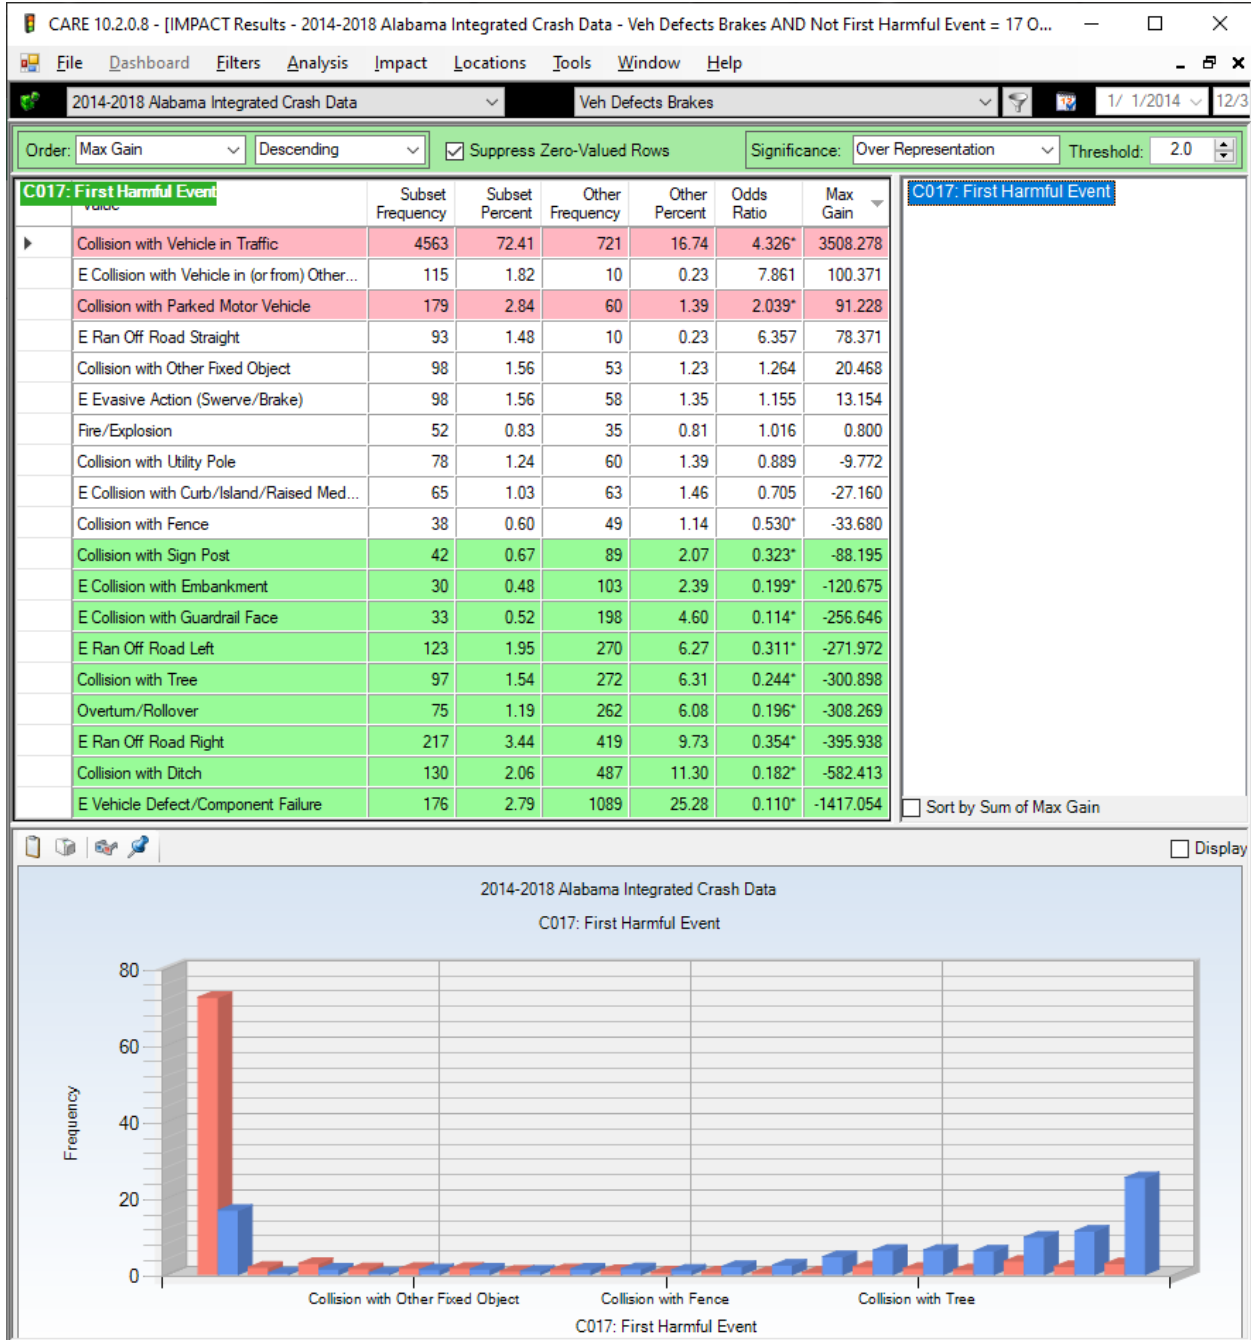 CARE 10.2.0.8 - [IMPACT Results - 2014-2018 Alabama Integrated Crash Data - Veh Defects Brakes AND Not First Harmful Event = 17 O...
File Dashboard Filters Analysis Impact Locations Tools Window Help
2014-2018 Alabama Integrated Crash Data Veh Defects Brakes 1/ 1/2014 12/3
Order: Max Gain Descending Suppress Zero-Valued Rows Significance: Over Representation Threshold: 2.0
C017: First Harmful Event Subset Frequency Subset Percent Other Frequency Other Percent Odds Ratio Max Gain
Collision with Vehicle in Traffic 4563 72.41 721 16.74 4.326* 3508.278
E Collision with Vehicle in (or from) Other... 115 1.82 10 0.23 7.861 100.371
Collision with Parked Motor Vehicle 179 2.84 60 1.39 2.039* 91.228
E Ran Off Road Straight 93 1.48 10 0.23 6.357 78.371
Collision with Other Fixed Object 98 1.56 53 1.23 1.264 20.468
E Evasive Action (Swerve/Brake) 98 1.56 58 1.35 1.155 13.154
Fire/Explosion 52 0.83 35 0.81 1.016 0.800
Collision with Utility Pole 78 1.24 60 1.39 0.889 -9.772
E Collision with Curb/Island/Raised Med... 65 1.03 63 1.46 0.705 -27.160
Collision with Fence 38 0.60 49 1.14 0.530* -33.680
Collision with Sign Post 42 0.67 89 2.07 0.323* -88.195
E Collision with Embankment 30 0.48 103 2.39 0.199* -120.675
E Collision with Guardrail Face 33 0.52 198 4.60 0.114* -256.646
E Ran Off Road Left 123 1.95 270 6.27 0.311* -271.972
Collision with Tree 97 1.54 272 6.31 0.244* -300.898
Overturn/Rollover 75 1.19 262 6.08 0.196* -308.269
E Ran Off Road Right 217 3.44 419 9.73 0.354* -395.938
Collision with Ditch 130 2.06 487 11.30 0.182* -582.413
E Vehicle Defect/Component Failure 176 2.79 1089 25.28 0.110* -1417.054
C017: First Harmful Event
Sort by Sum of Max Gain
Display
2014-2018 Alabama Integrated Crash Data
C017: First Harmful Event
80
60
40
20
0
Frequency
Collision with Other Fixed Object Collision with Fence Collision with Tree
C017: First Harmful Event